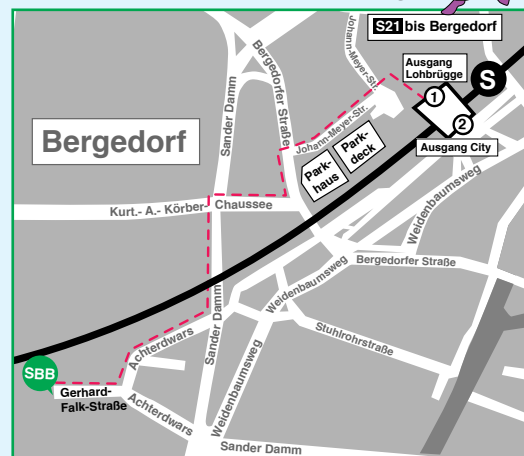 S21 bis Bergedorf
Johann-Meyer-Str.
Bergedorfer Straße
Sander Damm
Ausgang
Lohbrügge
S
1
2
Ausgang City
Bergedorf
Johann-Meyer-Str.
Park-
haus
Park-
deck
Kurt.- A.- Körber- Chaussee
Weidenbaumsweg
Bergedorfer Straße
Weidenbaumsweg
Sander Damm
Stuhlrohrstraße
Achterdwars
Weidenbaumsweg
SBB
Gerhard-
Falk-Straße
Achterdwars
Sander Damm